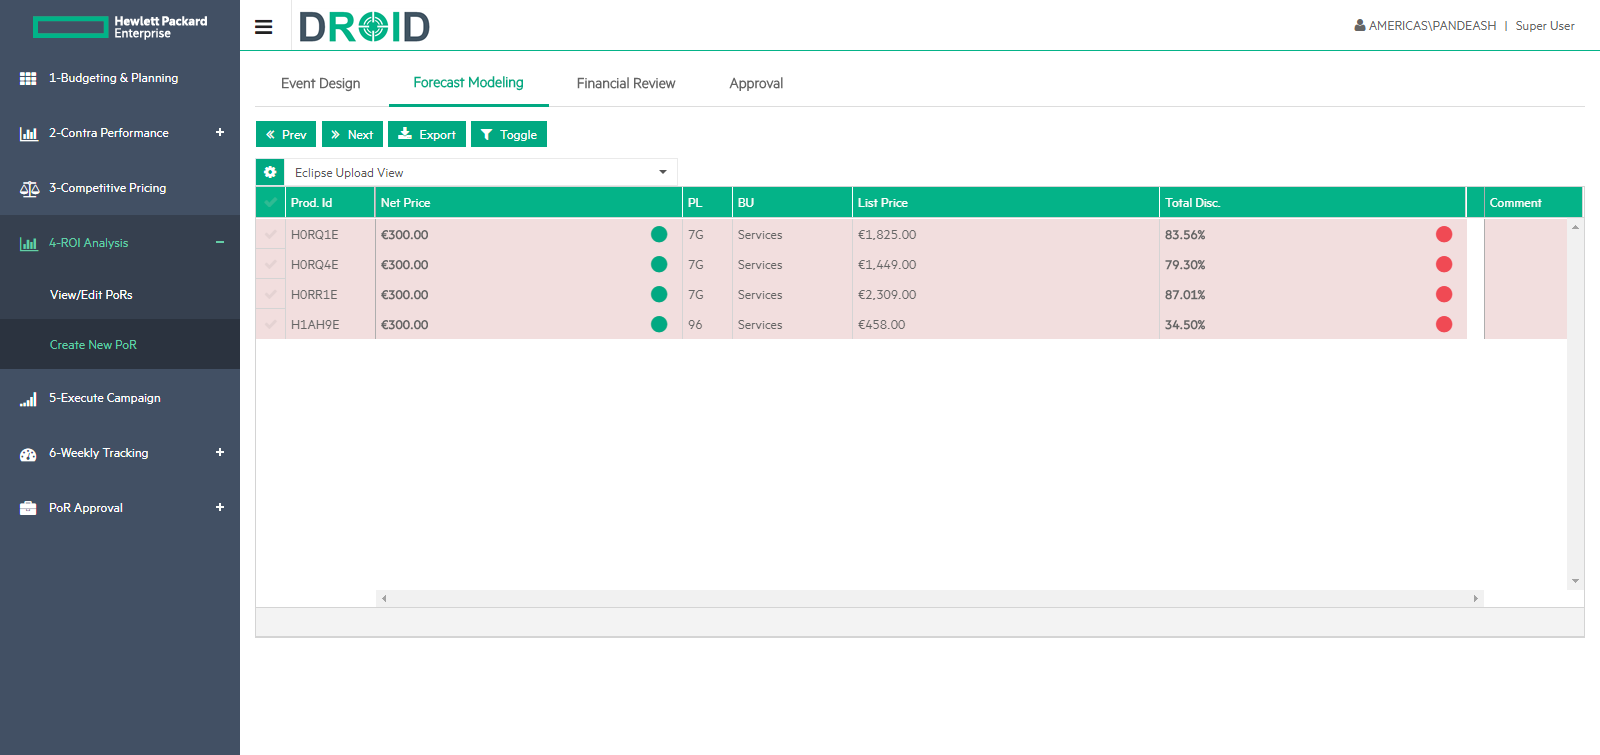 Hewlett Packard
Enterprise
DROID
AMERICAS\PANDEASH | Super User
1-Budgeting & Planning
2-Contra Performance +
3-Competitive Pricing
4-ROI Analysis −
View/Edit PoRs
Create New PoR
5-Execute Campaign
6-Weekly Tracking +
PoR Approval +
Event Design Forecast Modeling Financial Review Approval
Prev Next Export Toggle
Eclipse Upload View
Prod. Id Net Price PL BU List Price Total Disc. Comment
H0RQ1E €300.00 7G Services €1,825.00 83.56%
H0RQ4E €300.00 7G Services €1,449.00 79.30%
H0RR1E €300.00 7G Services €2,309.00 87.01%
H1AH9E €300.00 96 Services €458.00 34.50%